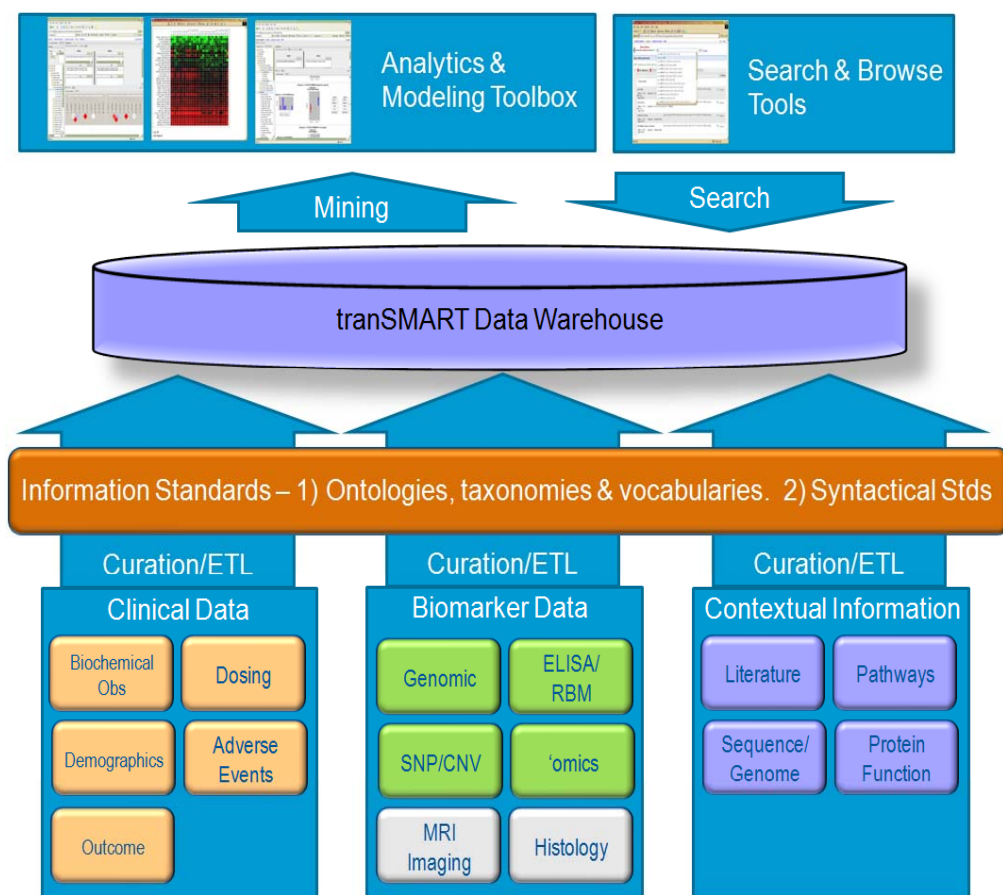 Analytics &
Modeling Toolbox
Search & Browse
Tools
Mining
Search
tranSMART Data Warehouse
Information Standards – 1) Ontologies, taxonomies & vocabularies. 2) Syntactical Stds
Curation/ETL
Curation/ETL
Curation/ETL
Clinical Data
Biochemical
Obs
Dosing
Demographics
Adverse
Events
Outcome
Biomarker Data
Genomic
ELISA/
RBM
SNP/CNV
‘omics
MRI
Imaging
Histology
Contextual Information
Literature
Pathways
Sequence/
Genome
Protein
Function